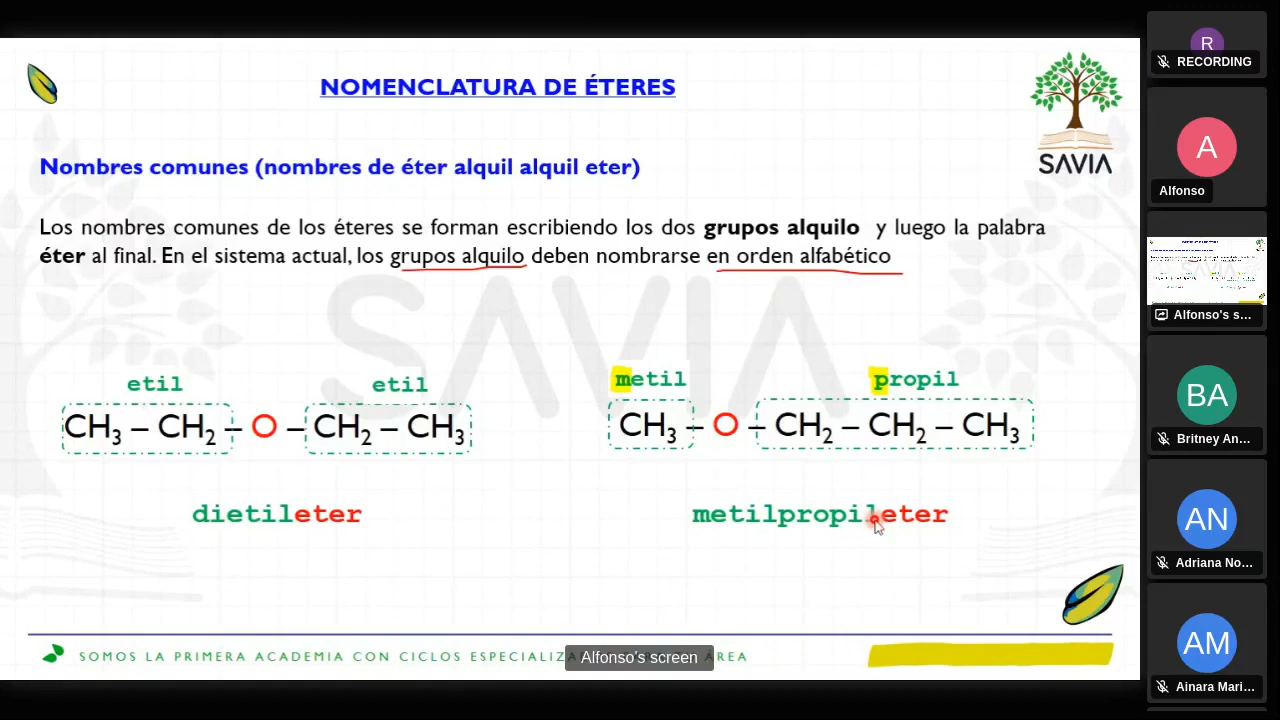 NOMENCLATURA DE ÉTERES
SAVIA
Nombres comunes (nombres de éter alquil alquil eter)
Los nombres comunes de los éteres se forman escribiendo los dos grupos alquilo y luego la palabra
éter al final. En el sistema actual, los grupos alquilo deben nombrarse en orden alfabético
SAVIA
etil
etil
metil
propil
CH₃ – CH₂ – O – CH₂ – CH₃
CH₃ – O – CH₂ – CH₂ – CH₃
dietileter
metilpropileter
SOMOS LA PRIMERA ACADEMIA CON CICLOS
Alfonso's screen
R
RECORDING
A
Alfonso
Alfonso's s...
BA
Britney An...
AN
Adriana No...
AM
Ainara Mari...